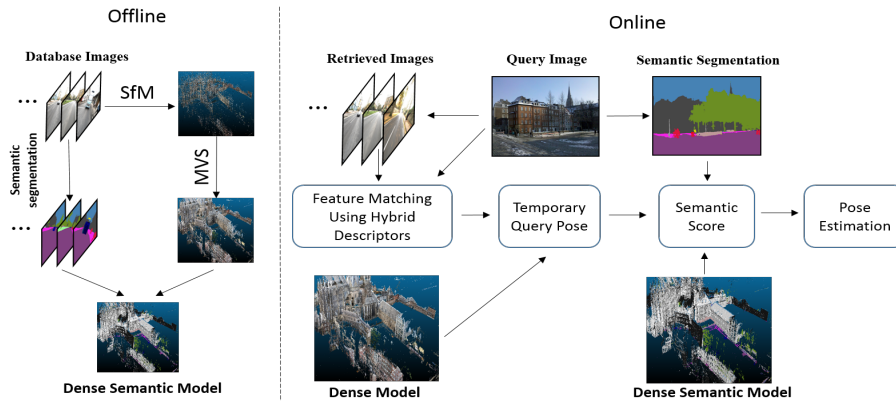 Offline
Database Images
...
SfM
Semantic
segmentation
MVS
...
Dense Semantic Model
Online
Retrieved Images
Query Image
Semantic Segmentation
...
Feature Matching
Using Hybrid
Descriptors
Temporary
Query Pose
Semantic
Score
Pose
Estimation
Dense Model
Dense Semantic Model